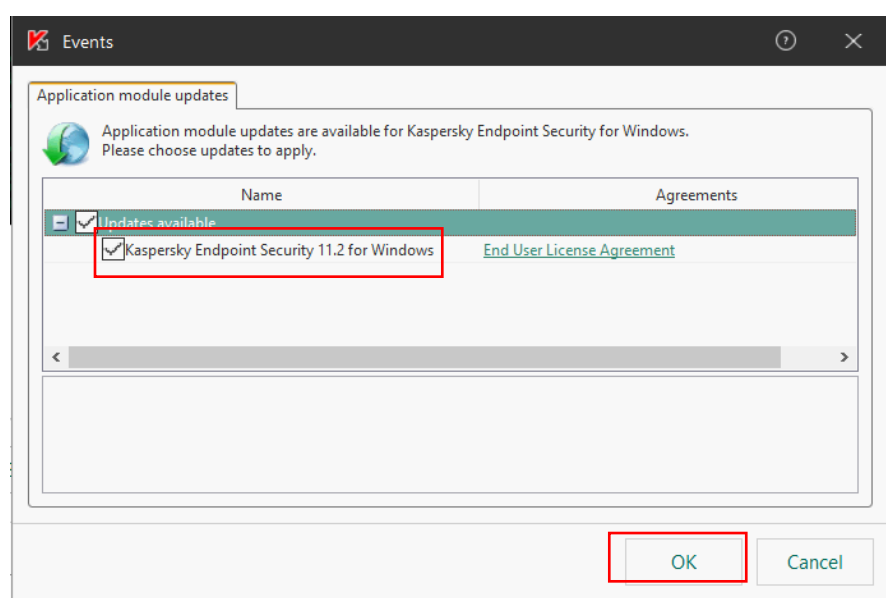 Events
Application module updates
Application module updates are available for Kaspersky Endpoint Security for Windows.
Please choose updates to apply.
Name Agreements
Updates available
Kaspersky Endpoint Security 11.2 for Windows End User License Agreement
OK Cancel